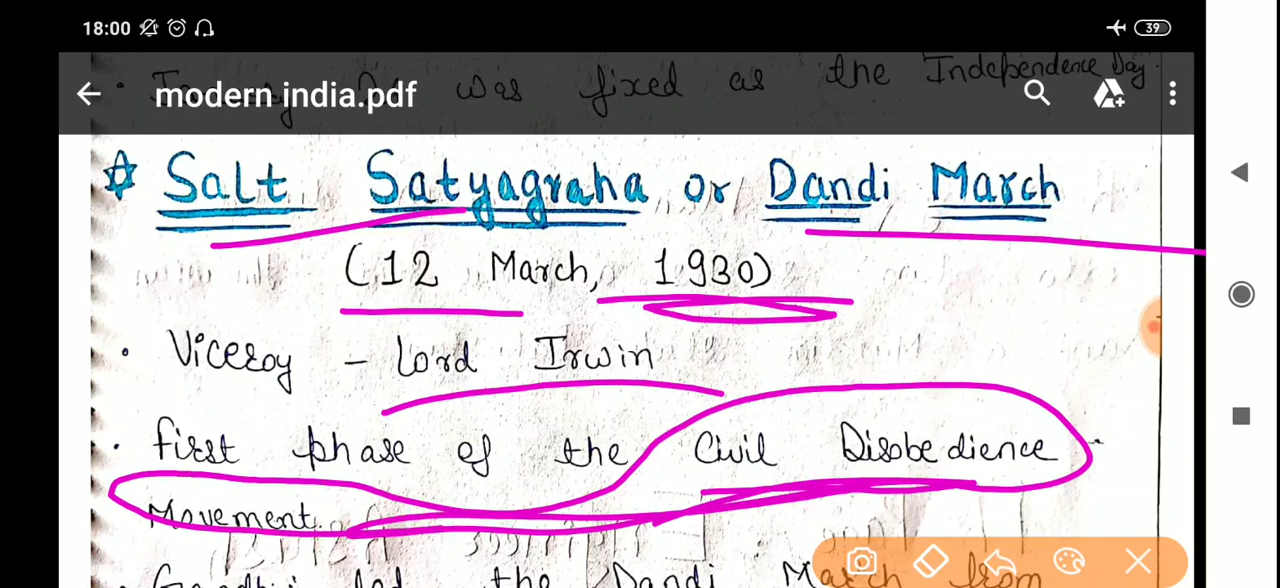 18:00
39
was fixed as the Independence Day
modern india.pdf
☆ Salt Satyagraha or Dandi March
(12 March, 1930)
• Viceroy - Lord Irwin
• First phase of the Civil Disobedience
Movement.
the Dandi March from